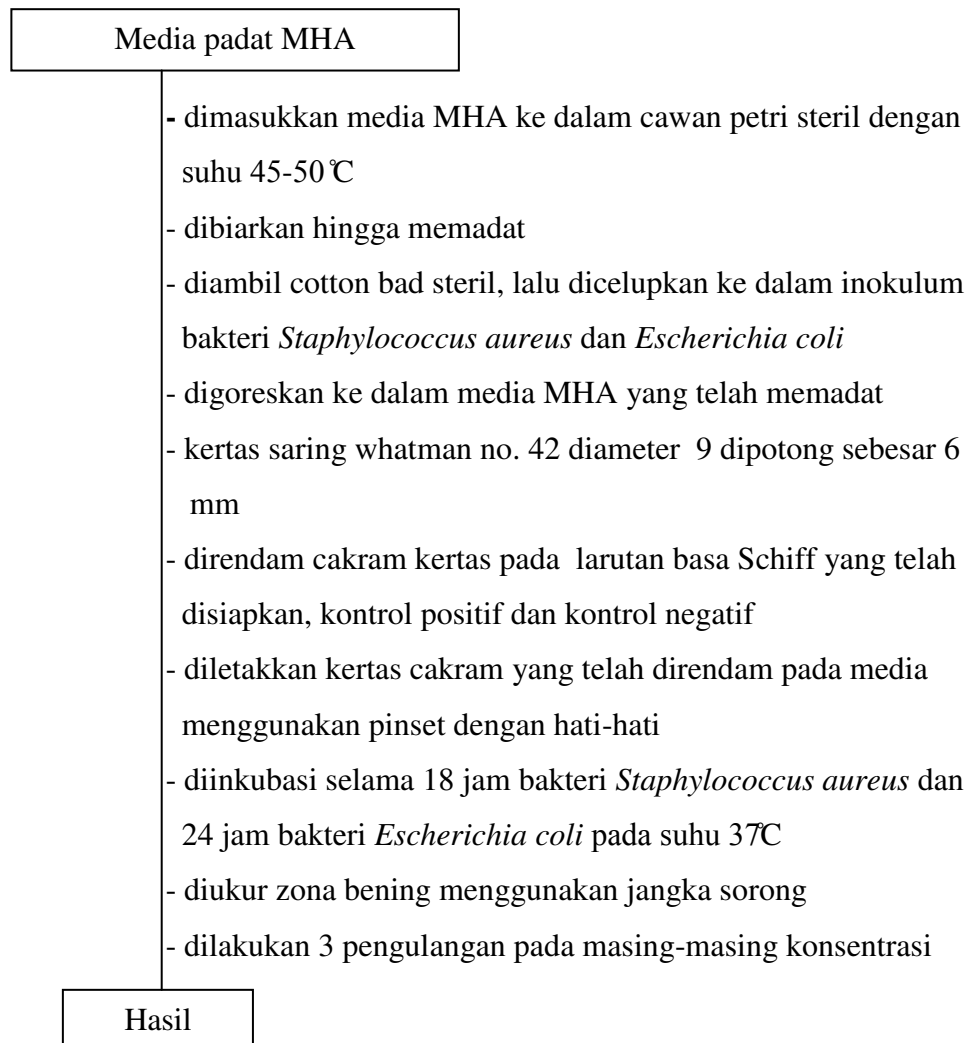 Media padat MHA
- dimasukkan media MHA ke dalam cawan petri steril dengan
suhu 45-50℃
- dibiarkan hingga memadat
- diambil cotton bad steril, lalu dicelupkan ke dalam inokulum
bakteri Staphylococcus aureus dan Escherichia coli
- digoreskan ke dalam media MHA yang telah memadat
- kertas saring whatman no. 42 diameter 9 dipotong sebesar 6
mm
- direndam cakram kertas pada larutan basa Schiff yang telah
disiapkan, kontrol positif dan kontrol negatif
- diletakkan kertas cakram yang telah direndam pada media
menggunakan pinset dengan hati-hati
- diinkubasi selama 18 jam bakteri Staphylococcus aureus dan
24 jam bakteri Escherichia coli pada suhu 37℃
- diukur zona bening menggunakan jangka sorong
- dilakukan 3 pengulangan pada masing-masing konsentrasi
Hasil